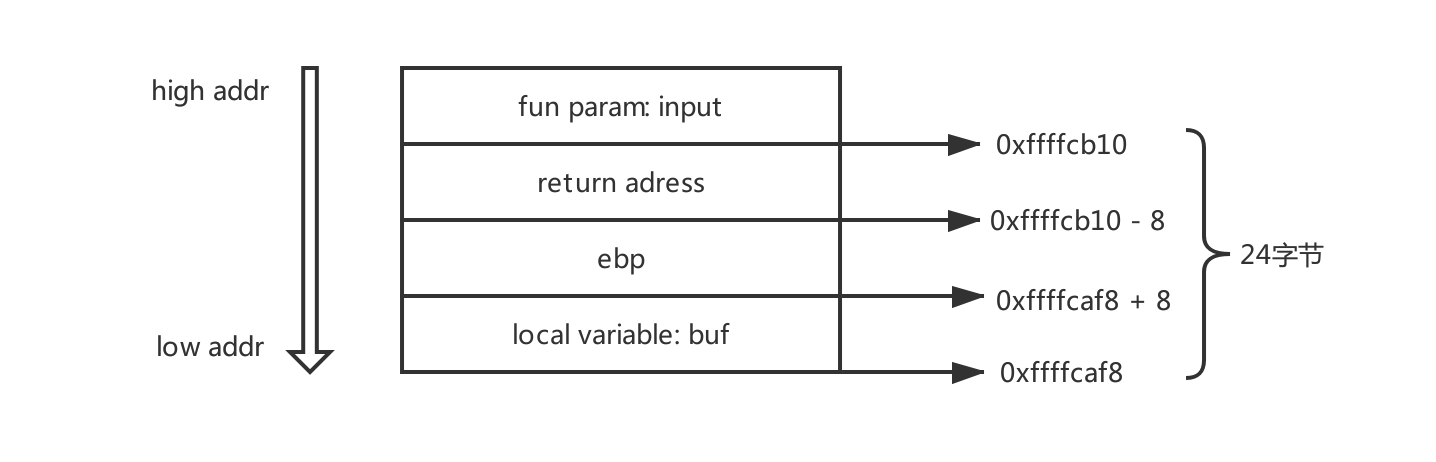 high addr
fun param: input
0xffffcb10
return adress
0xffffcb10 - 8
24字节
ebp
0xffffcaf8 + 8
low addr
local variable: buf
0xffffcaf8